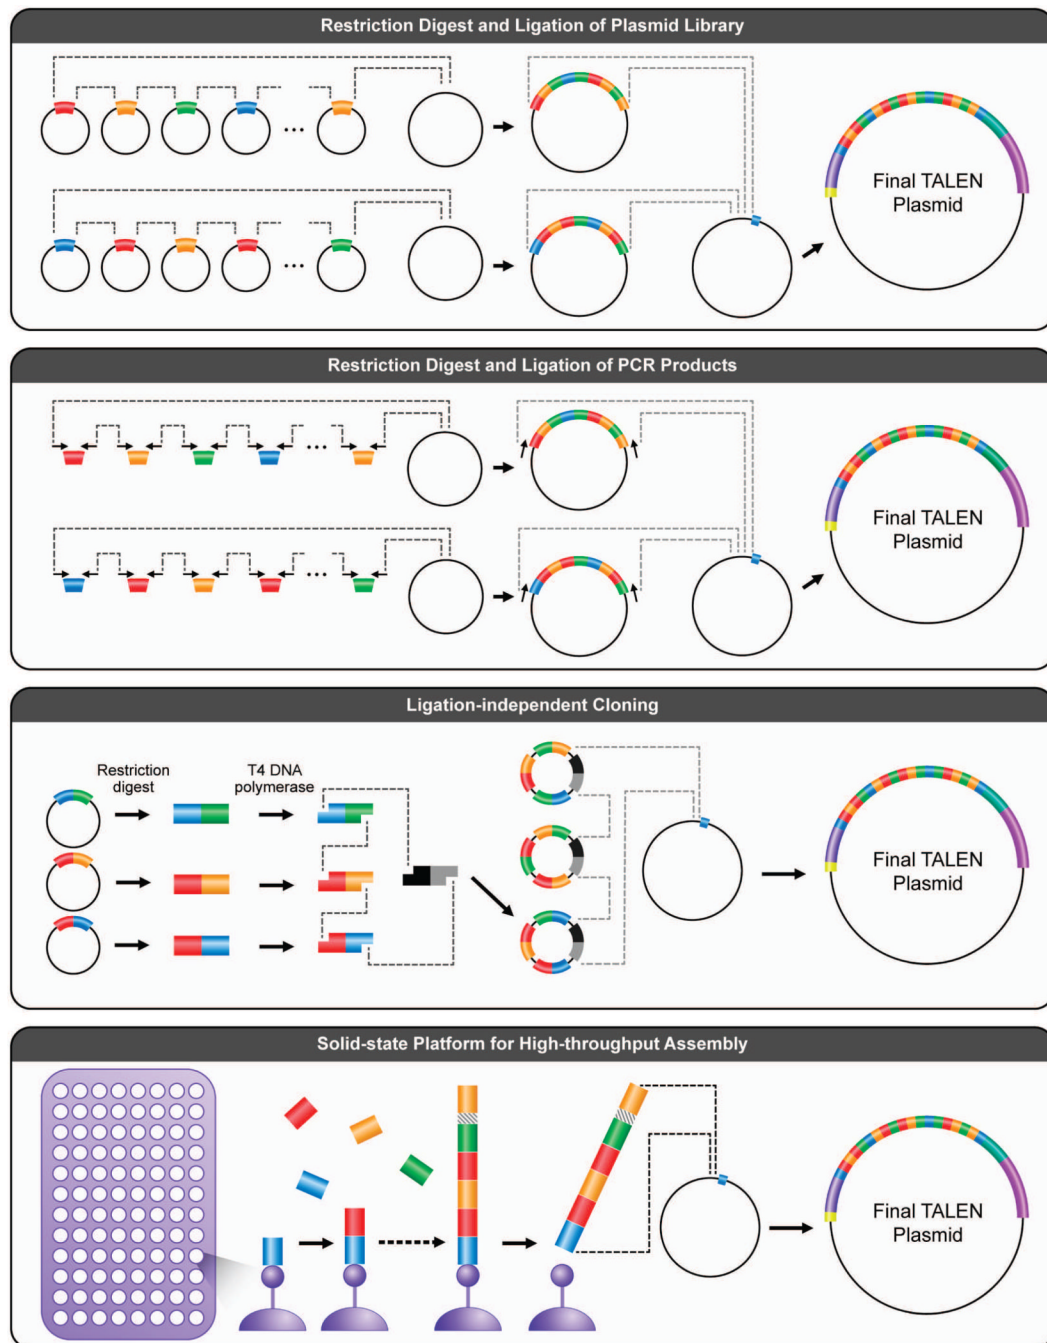 Restriction Digest and Ligation of Plasmid Library
Final TALEN
Plasmid
Restriction Digest and Ligation of PCR Products
Final TALEN
Plasmid
Ligation-independent Cloning
Restriction
digest
T4 DNA
polymerase
Final TALEN
Plasmid
Solid-state Platform for High-throughput Assembly
Final TALEN
Plasmid